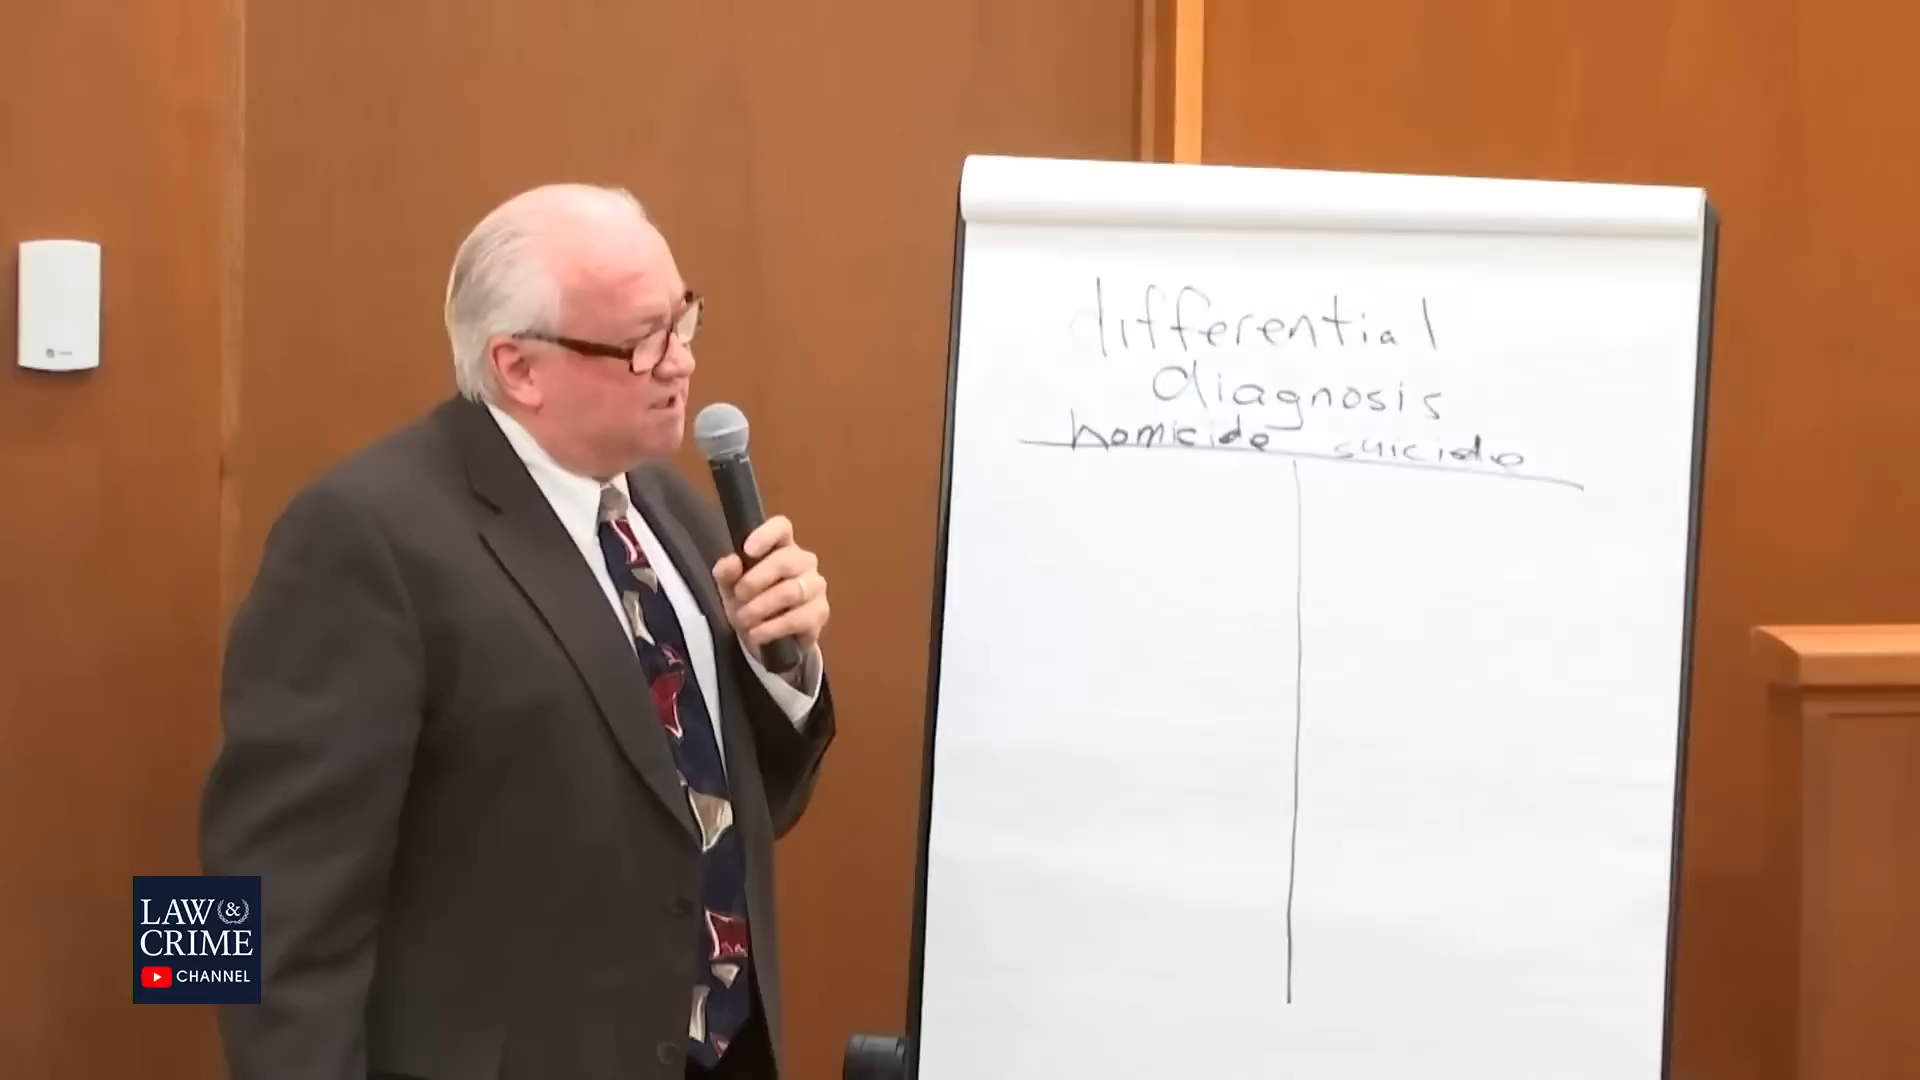 differential
diagnosis
homicide suicide
LAW &
CRIME
CHANNEL